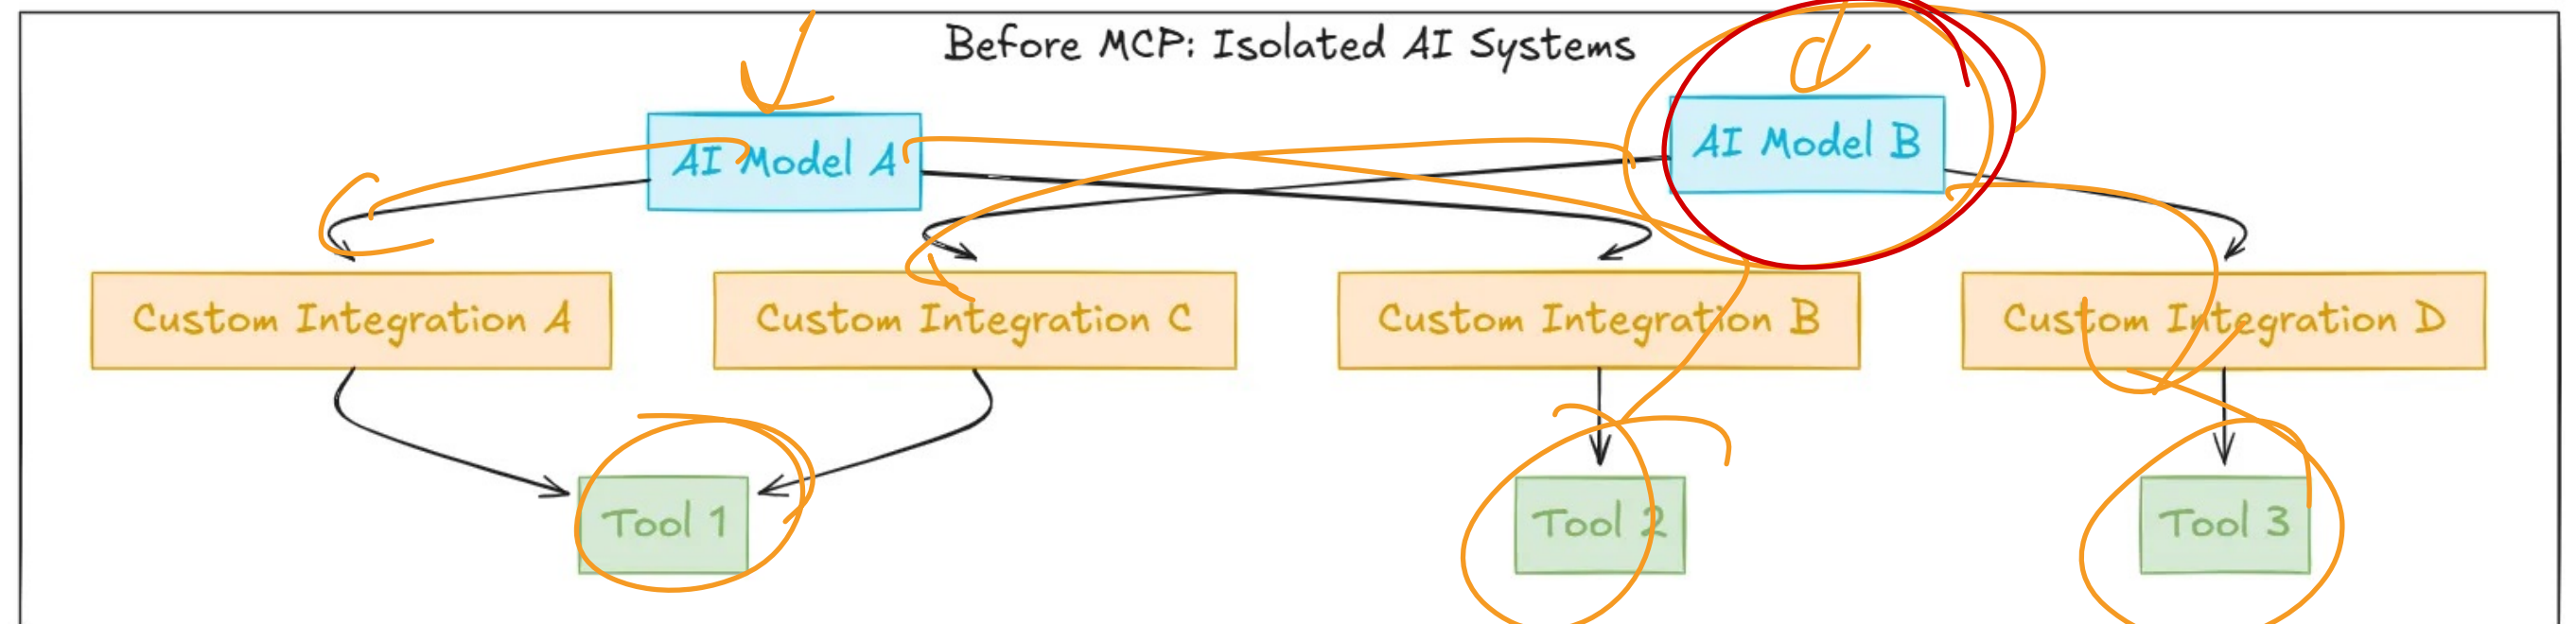 Before MCP: Isolated AI Systems
AI Model A
AI Model B
Custom Integration A
Custom Integration C
Custom Integration B
Custom Integration D
Tool 1
Tool 2
Tool 3